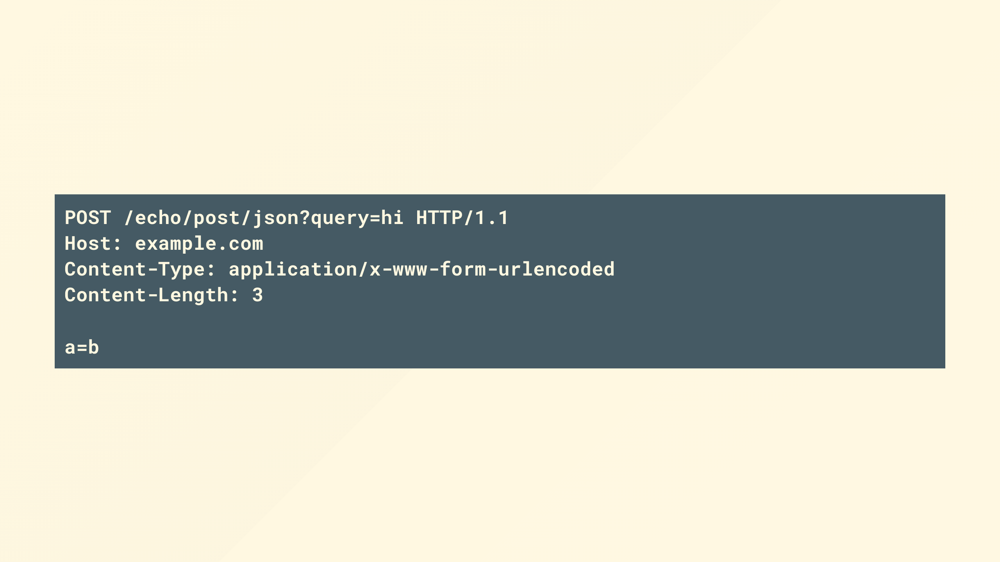 POST /echo/post/json?query=hi HTTP/1.1
Host: example.com
Content-Type: application/x-www-form-urlencoded
Content-Length: 3

a=b